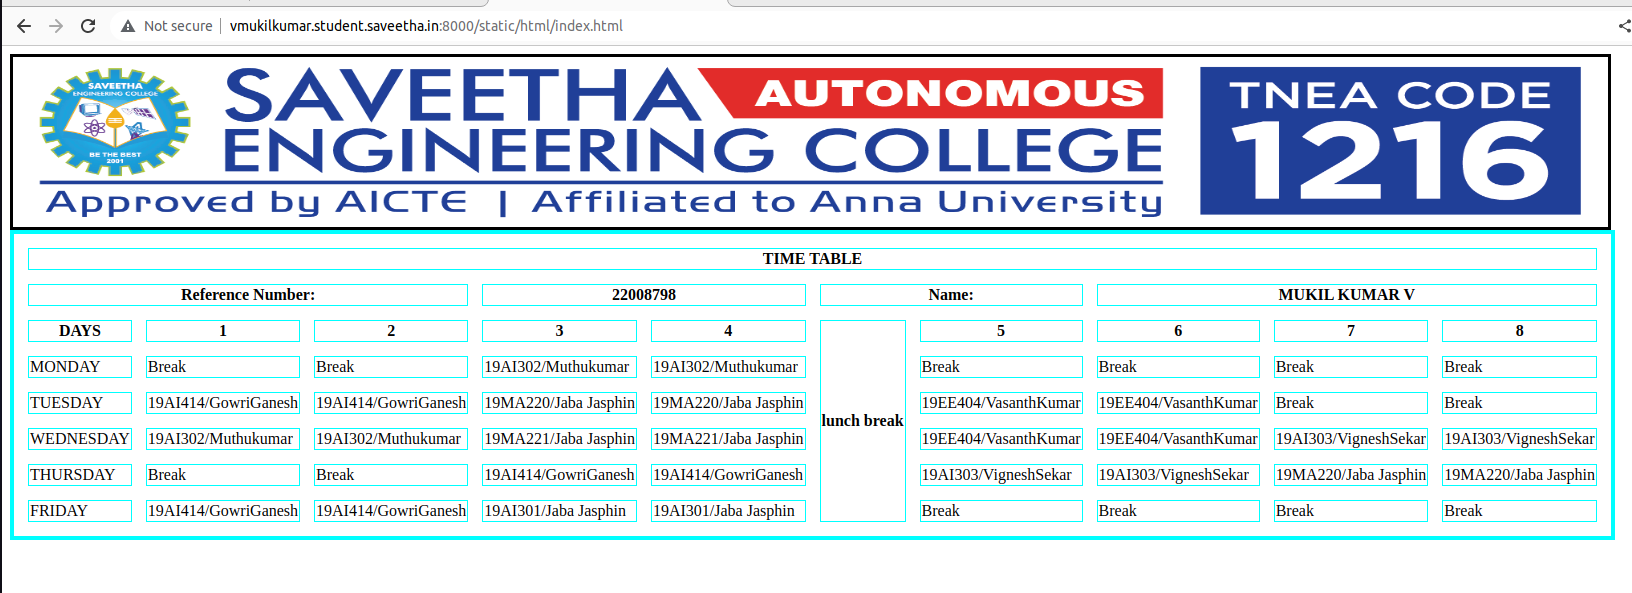 Not secure | vmukilkumar.student.saveetha.in:8000/static/html/index.html
SAVEETHA
ENGINEERING COLLEGE
BE THE BEST
2001
SAVEETHA AUTONOMOUS
ENGINEERING COLLEGE
Approved by AICTE | Affiliated to Anna University
TNEA CODE
1216
TIME TABLE
Reference Number: 22008798 Name: MUKIL KUMAR V
DAYS 1 2 3 4 lunch break 5 6 7 8
MONDAY Break Break 19AI302/Muthukumar 19AI302/Muthukumar Break Break Break Break
TUESDAY 19AI414/GowriGanesh 19AI414/GowriGanesh 19MA220/Jaba Jasphin 19MA220/Jaba Jasphin 19EE404/VasanthKumar 19EE404/VasanthKumar Break Break
WEDNESDAY 19AI302/Muthukumar 19AI302/Muthukumar 19MA221/Jaba Jasphin 19MA221/Jaba Jasphin 19EE404/VasanthKumar 19EE404/VasanthKumar 19AI303/VigneshSekar 19AI303/VigneshSekar
THURSDAY Break Break 19AI414/GowriGanesh 19AI414/GowriGanesh 19AI303/VigneshSekar 19AI303/VigneshSekar 19MA220/Jaba Jasphin 19MA220/Jaba Jasphin
FRIDAY 19AI414/GowriGanesh 19AI414/GowriGanesh 19AI301/Jaba Jasphin 19AI301/Jaba Jasphin Break Break Break Break